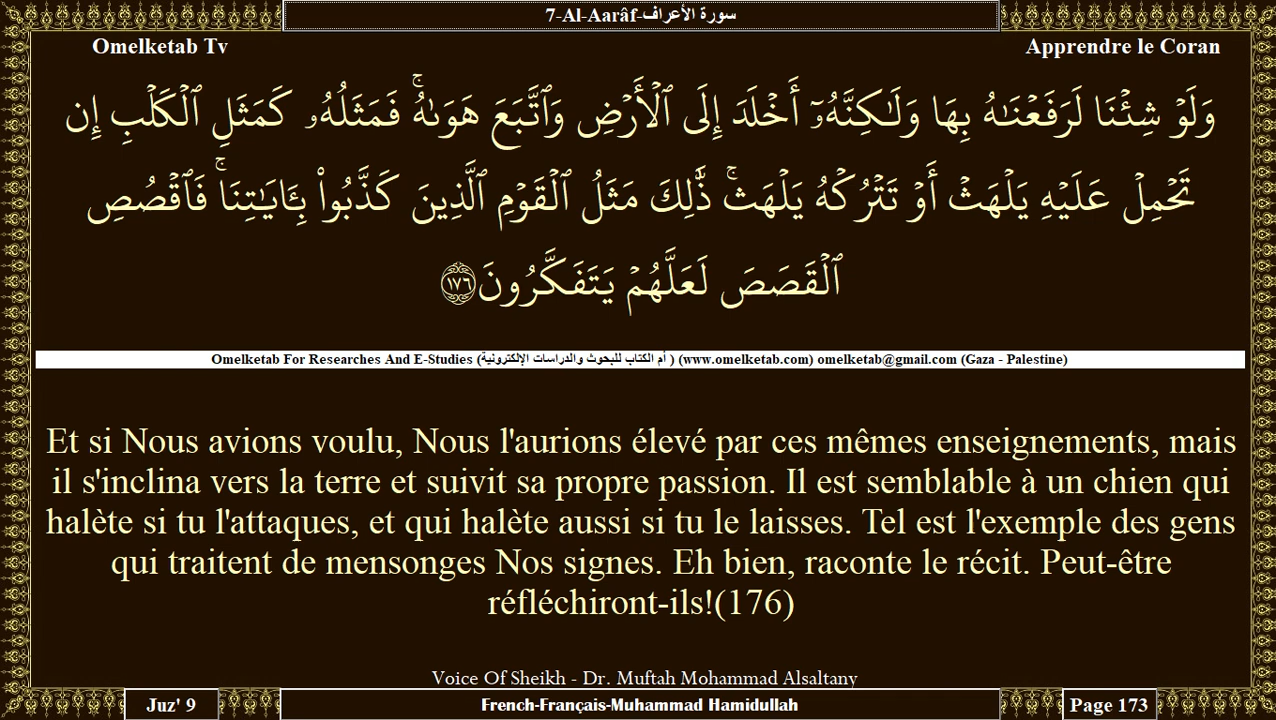 7-Al-Aarâf-سورة الأعراف
Omelketab Tv
Apprendre le Coran
وَلَوۡ شِئۡنَا لَرَفَعۡنَٰهُ بِهَا وَلَٰكِنَّهُۥٓ أَخۡلَدَ إِلَى ٱلۡأَرۡضِ وَٱتَّبَعَ هَوَىٰهُۚ فَمَثَلُهُۥ كَمَثَلِ ٱلۡكَلۡبِ إِن
تَحۡمِلۡ عَلَيۡهِ يَلۡهَثۡ أَوۡ تَتۡرُكۡهُ يَلۡهَثۚ ذَّٰلِكَ مَثَلُ ٱلۡقَوۡمِ ٱلَّذِينَ كَذَّبُواْ بِـَٔايَٰتِنَاۚ فَٱقۡصُصِ
ٱلۡقَصَصَ لَعَلَّهُمۡ يَتَفَكَّرُونَ ١٧٦
Omelketab For Researches And E-Studies (أم الكتاب للبحوث والدراسات الإلكترونية ) (www.omelketab.com) omelketab@gmail.com (Gaza - Palestine)
Et si Nous avions voulu, Nous l'aurions élevé par ces mêmes enseignements, mais
il s'inclina vers la terre et suivit sa propre passion. Il est semblable à un chien qui
halète si tu l'attaques, et qui halète aussi si tu le laisses. Tel est l'exemple des gens
qui traitent de mensonges Nos signes. Eh bien, raconte le récit. Peut-être
réfléchiront-ils!(176)
Voice Of Sheikh - Dr. Muftah Mohammad Alsaltany
Juz' 9
French-Français-Muhammad Hamidullah
Page 173